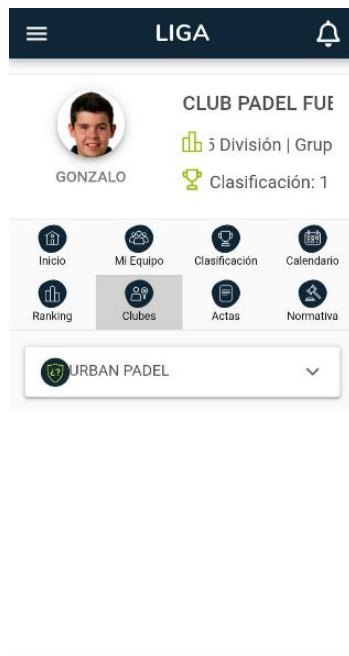 LIGA
CLUB PADEL FUE
5 División | Grup
GONZALO
Clasificación: 1
Inicio
Mi Equipo
Clasificación
Calendario
Ranking
Clubes
Actas
Normativa
¿?
URBAN PADEL